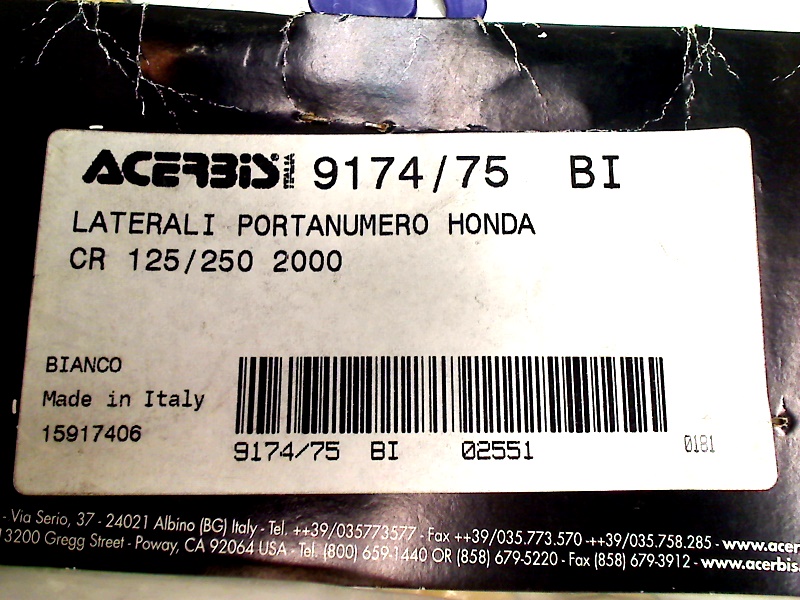 ACERBIS 9174/75 BI
LATERALI PORTANUMERO HONDA
CR 125/250 2000
BIANCO
Made in Italy
15917406
9174/75 BI 02551
0181
- Via Serio, 37 - 24021 Albino (BG) Italy - Tel. ++39/035773577 - Fax ++39/035.773.570 -++39/035.758.285 - www.acer
13200 Gregg Street - Poway, CA 92064 USA - Tel. (800) 659-1440 OR (858) 679-5220 - Fax (858) 679-3912 - www.acerbis.